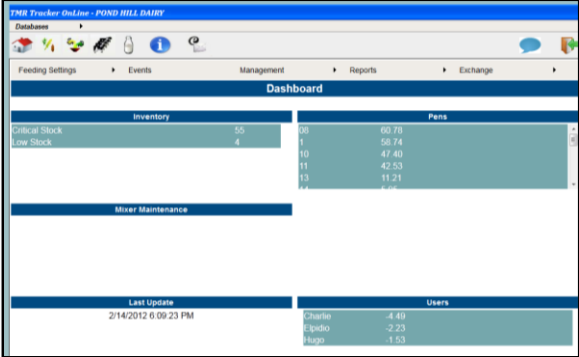 TMR Tracker OnLine - POND HILL DAIRY
Databases
Feeding Settings Events Management Reports Exchange
Dashboard
Inventory
Critical Stock 55
Low Stock 4
Pens
08 60.78
1 58.74
10 47.40
11 42.53
13 11.21
Mixer Maintenance
Last Update
2/14/2012 6:09:23 PM
Users
Charlie -4.49
Elpidio -2.23
Hugo -1.53